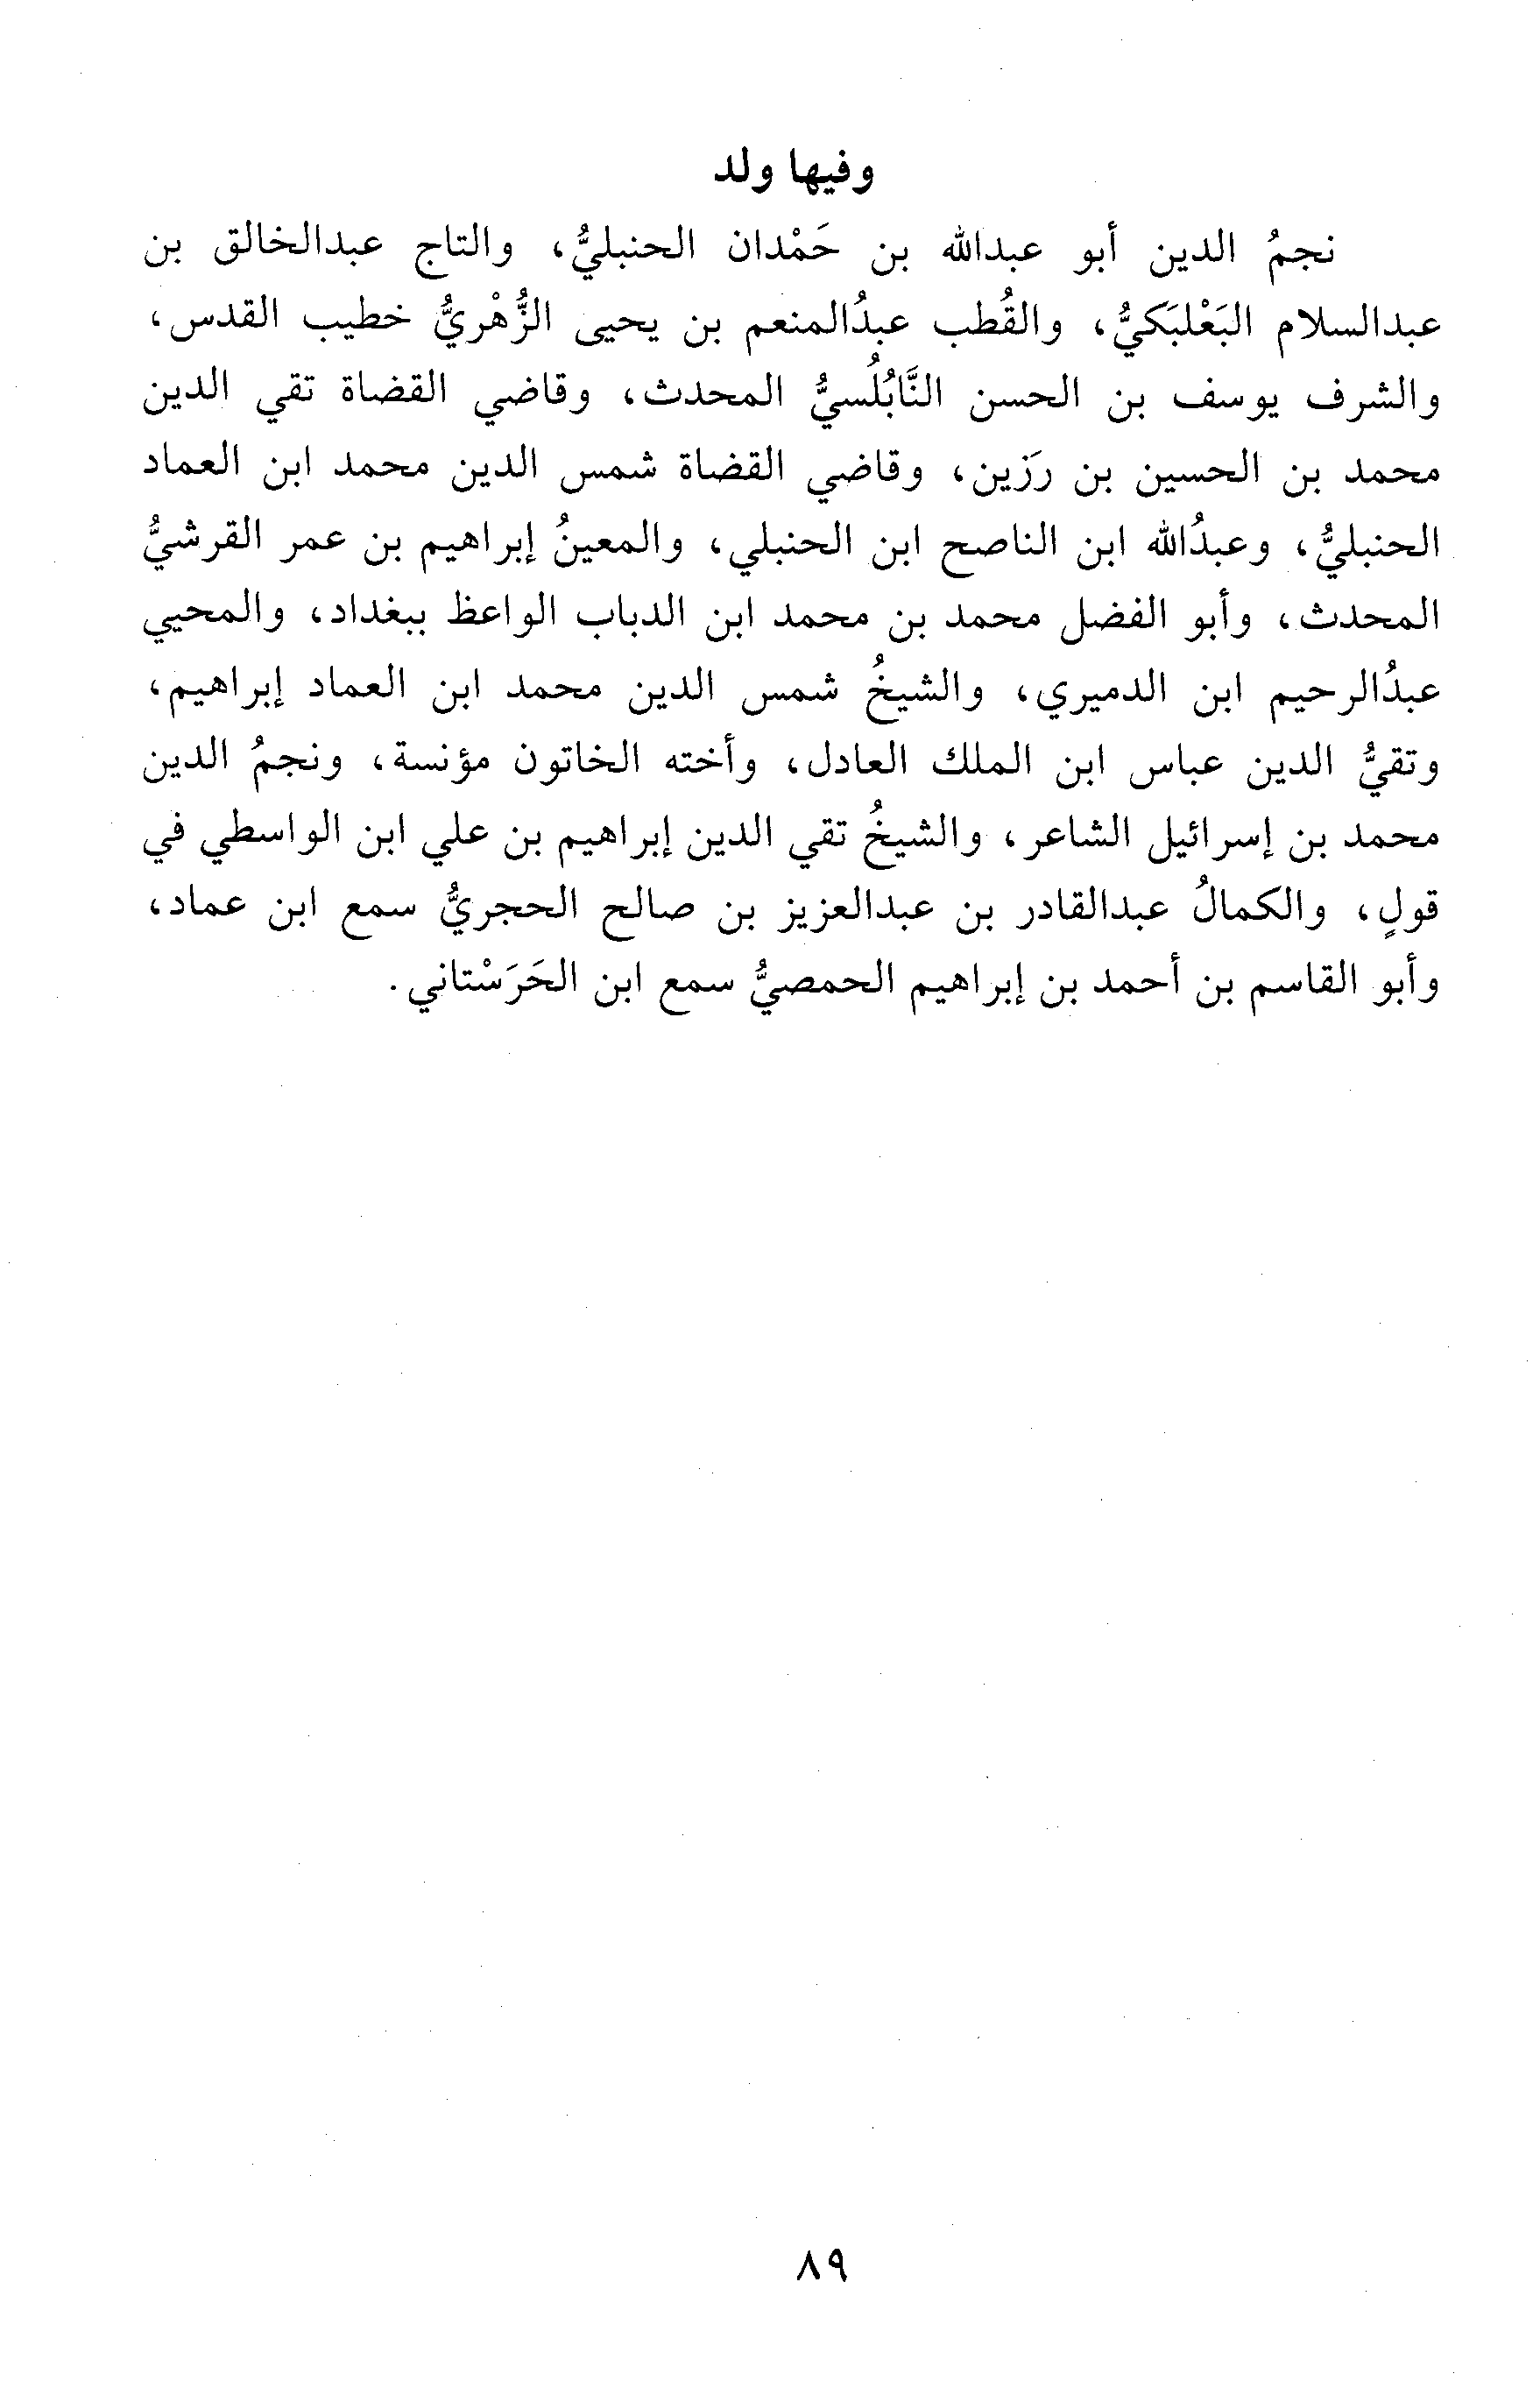 وفيها ولد
نجمُ الدين أبو عبدالله بن حَمْدان الحنبليُّ، والتاج عبدالخالق بن
عبدالسلام البَعْلبَكيُّ، والقُطب عبدُالمنعم بن يحيى الزُّهْريُّ خطيب القدس،
والشرف يوسف بن الحسن النَّابُلُسيُّ المحدث، وقاضي القضاة تقي الدين
محمد بن الحسين بن رَزين، وقاضي القضاة شمس الدين محمد ابن العماد
الحنبليُّ، وعبدُالله ابن الناصح ابن الحنبلي، والمعينُ إبراهيم بن عمر القرشيُّ
المحدث، وأبو الفضل محمد بن محمد ابن الدباب الواعظ ببغداد، والمحيي
عبدُالرحيم ابن الدميري، والشيخُ شمس الدين محمد ابن العماد إبراهيم،
وتقيُّ الدين عباس ابن الملك العادل، وأخته الخاتون مؤنسة، ونجمُ الدين
محمد بن إسرائيل الشاعر، والشيخُ تقي الدين إبراهيم بن علي ابن الواسطي في
قولٍ، والكمالُ عبدالقادر بن عبدالعزيز بن صالح الحجريُّ سمع ابن عماد،
وأبو القاسم بن أحمد بن إبراهيم الحمصيُّ سمع ابن الحَرَسْتاني.
٨٩